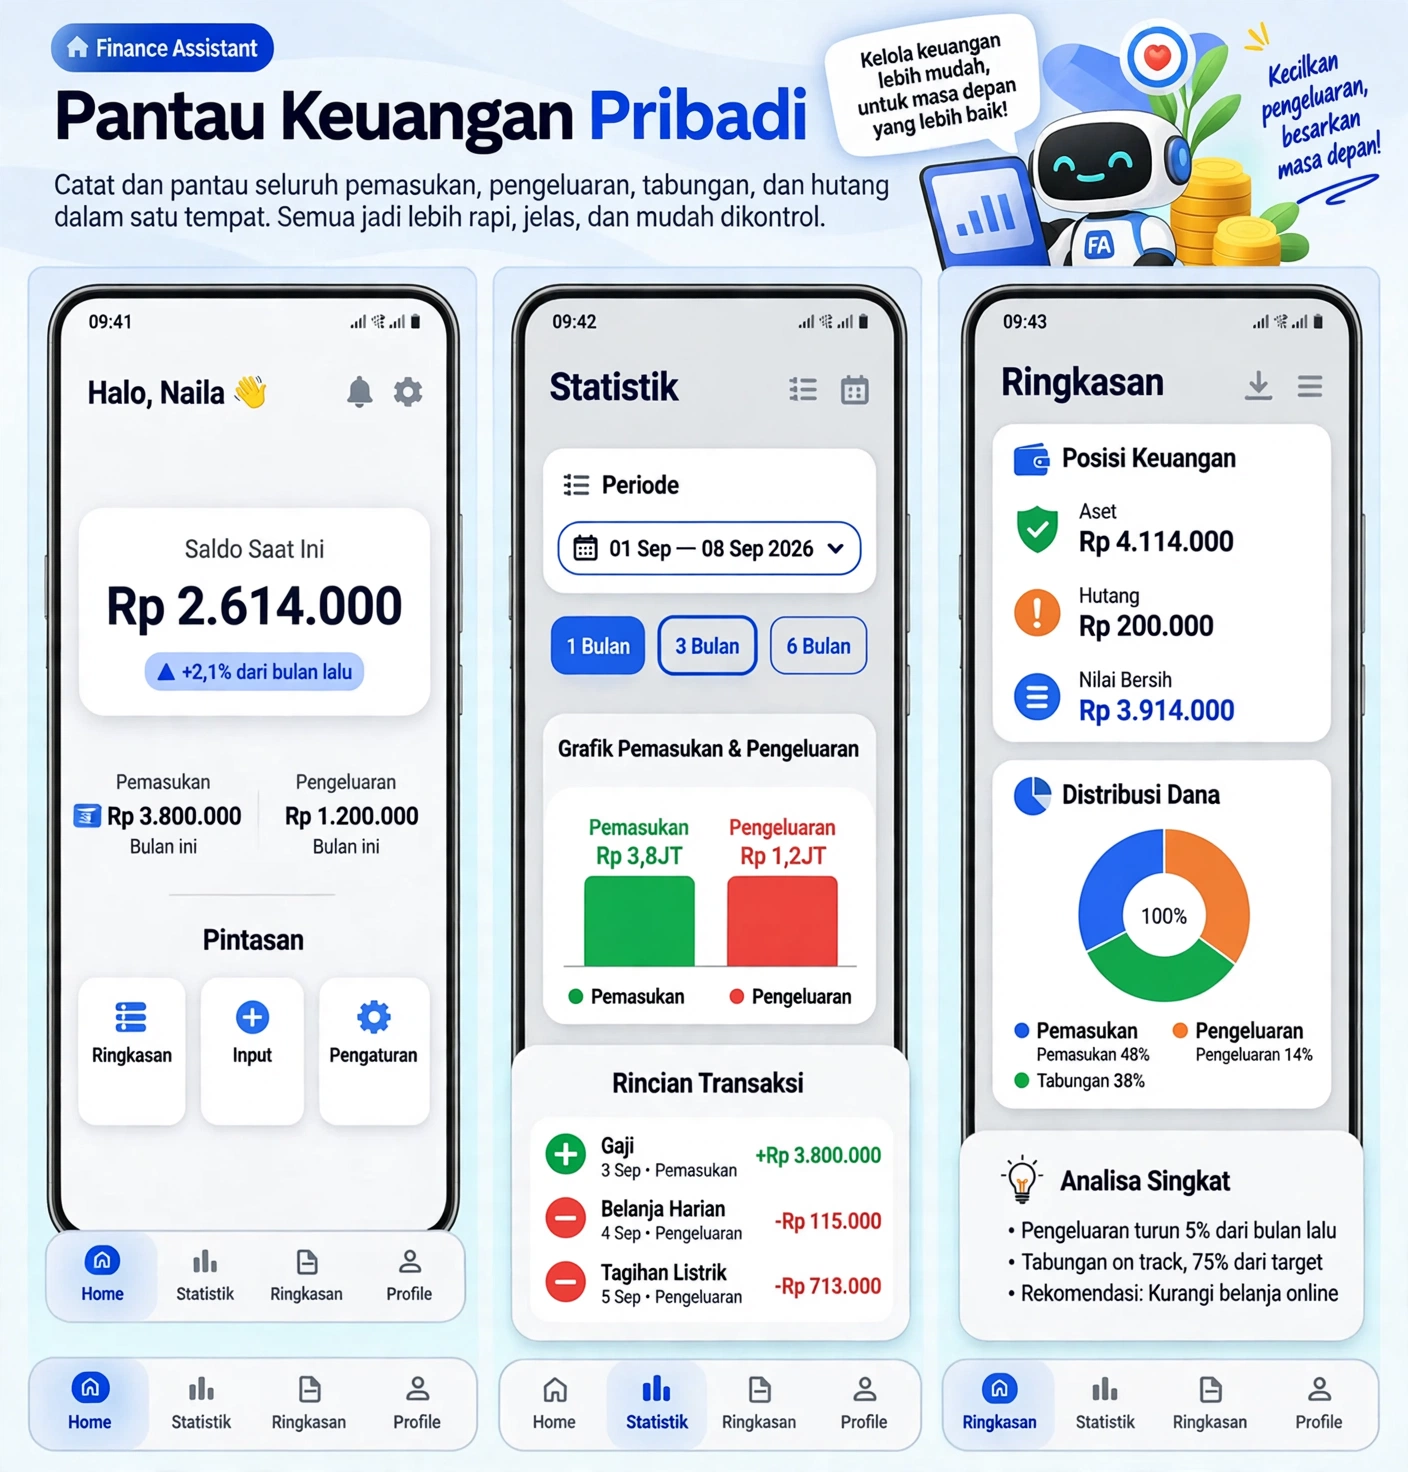 Finance Assistant
Pantau Keuangan Pribadi
Catat dan pantau seluruh pemasukan, pengeluaran, tabungan, dan hutang
dalam satu tempat. Semua jadi lebih rapi, jelas, dan mudah dikontrol.
Kelola keuangan
lebih mudah,
untuk masa depan
yang lebih baik!
FA
Kecilkan
pengeluaran,
besarkan
masa depan!
09:41
Halo, Naila 👋
Saldo Saat Ini
Rp 2.614.000
▲ +2,1% dari bulan lalu
Pemasukan
Rp 3.800.000
Bulan ini
Pengeluaran
Rp 1.200.000
Bulan ini
Pintasan
Ringkasan
Input
Pengaturan
Home
Statistik
Ringkasan
Profile
Home
Statistik
Ringkasan
Profile
09:42
Statistik
Periode
01 Sep — 08 Sep 2026
1 Bulan
3 Bulan
6 Bulan
Grafik Pemasukan & Pengeluaran
Pemasukan
Rp 3,8JT
Pengeluaran
Rp 1,2JT
Pemasukan
Pengeluaran
Rincian Transaksi
Gaji
3 Sep • Pemasukan
+Rp 3.800.000
Belanja Harian
4 Sep • Pengeluaran
-Rp 115.000
Tagihan Listrik
5 Sep • Pengeluaran
-Rp 713.000
Home
Statistik
Ringkasan
Profile
09:43
Ringkasan
Posisi Keuangan
Aset
Rp 4.114.000
Hutang
Rp 200.000
Nilai Bersih
Rp 3.914.000
Distribusi Dana
100%
Pemasukan
Pemasukan 48%
Pengeluaran
Pengeluaran 14%
Tabungan 38%
Analisa Singkat
• Pengeluaran turun 5% dari bulan lalu
• Tabungan on track, 75% dari target
• Rekomendasi: Kurangi belanja online
Ringkasan
Statistik
Ringkasan
Profile